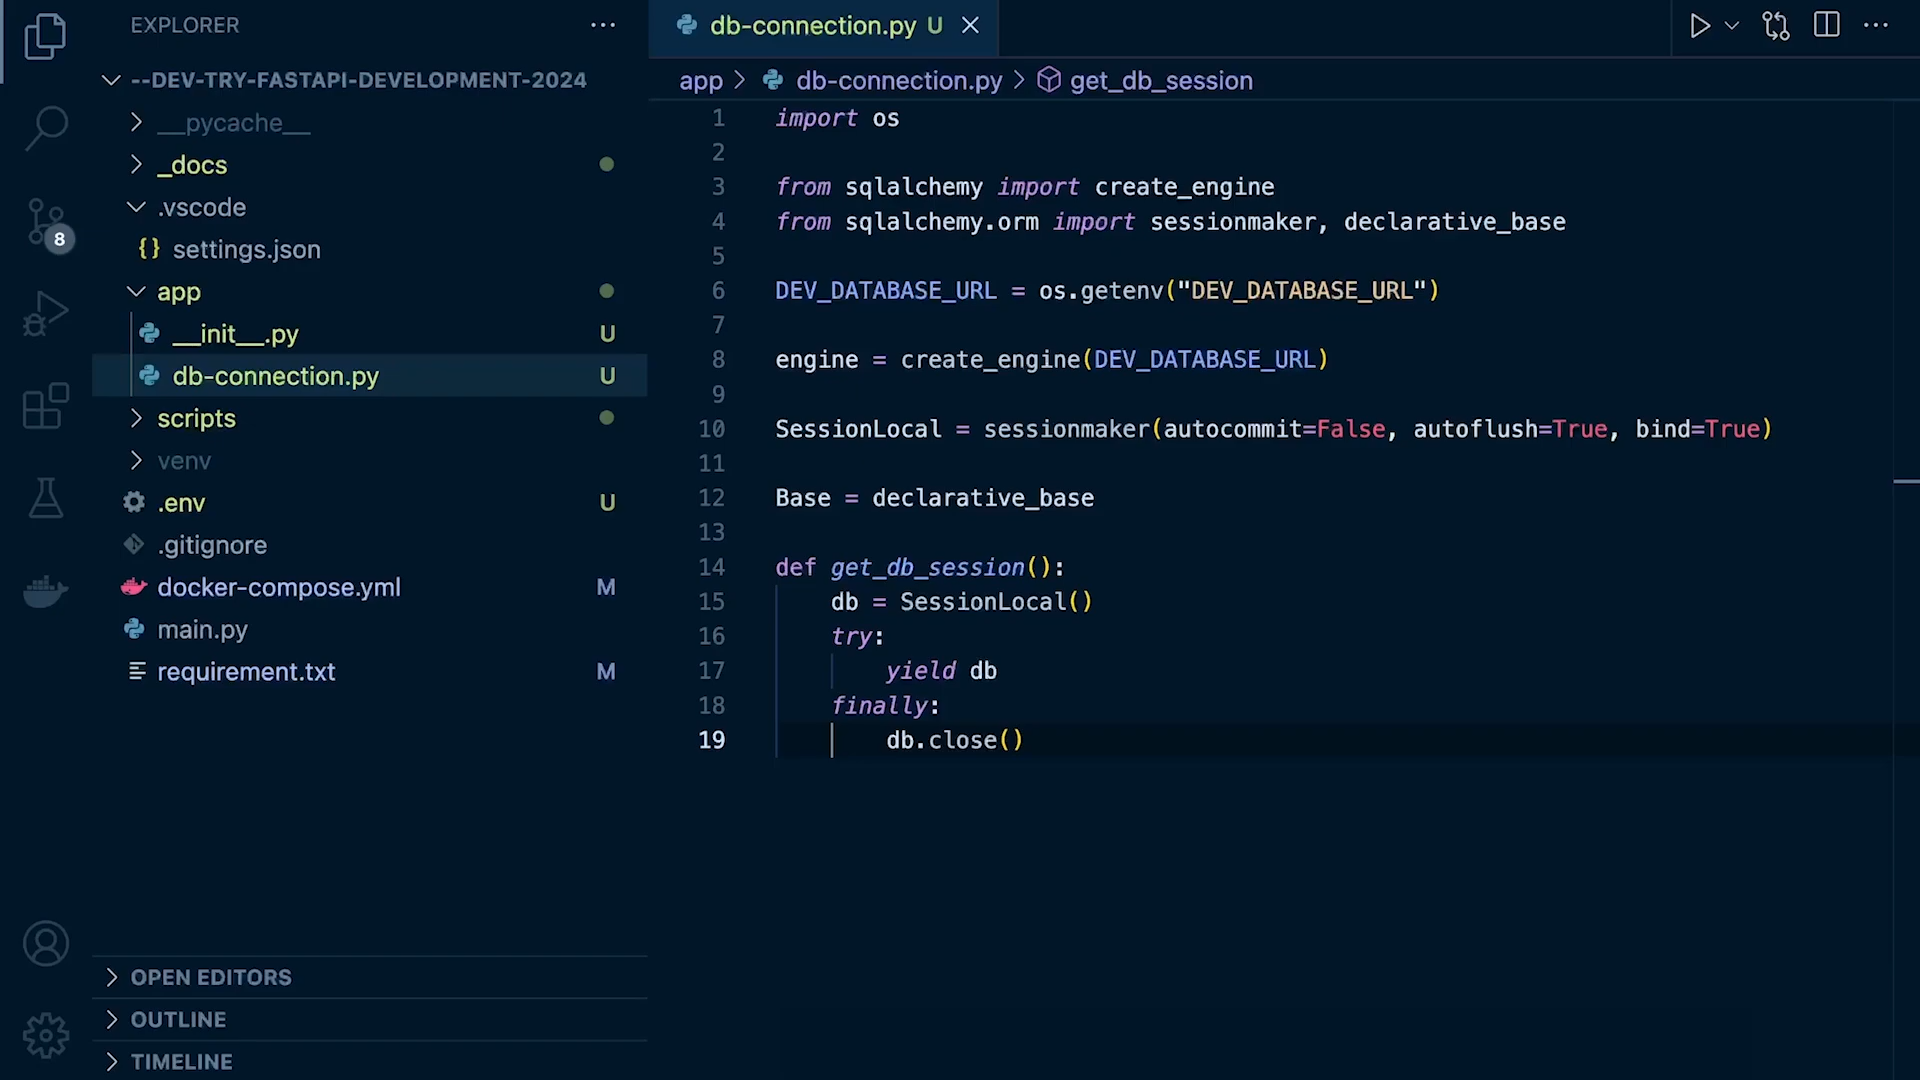 EXPLORER
--DEV-TRY-FASTAPI-DEVELOPMENT-2024
__pycache__
_docs
.vscode
{} settings.json
app
__init__.py U
db-connection.py U
scripts
venv
.env U
.gitignore
docker-compose.yml M
main.py
requirement.txt M
8
OPEN EDITORS
OUTLINE
TIMELINE
db-connection.py U
app > db-connection.py > get_db_session
1 import os
2
3 from sqlalchemy import create_engine
4 from sqlalchemy.orm import sessionmaker, declarative_base
5
6 DEV_DATABASE_URL = os.getenv("DEV_DATABASE_URL")
7
8 engine = create_engine(DEV_DATABASE_URL)
9
10 SessionLocal = sessionmaker(autocommit=False, autoflush=True, bind=True)
11
12 Base = declarative_base
13
14 def get_db_session():
15 db = SessionLocal()
16 try:
17 yield db
18 finally:
19 db.close()